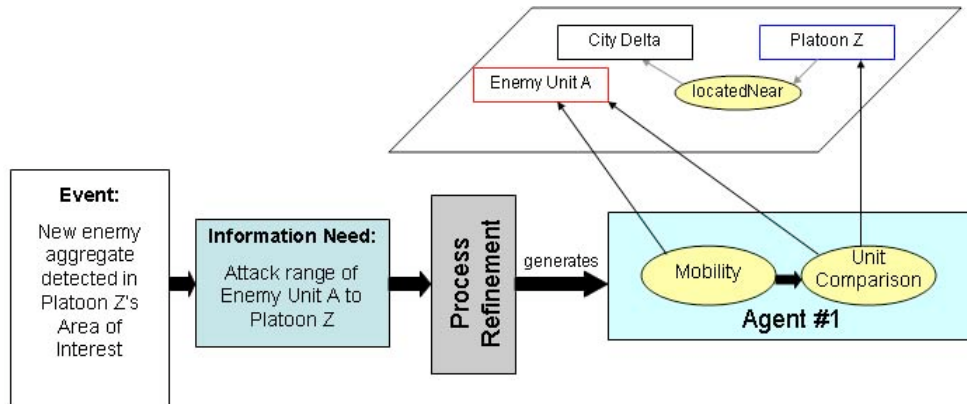 City Delta
Platoon Z
Enemy Unit A
locatedNear
Event:
New enemy
aggregate
detected in
Platoon Z's
Area of
Interest
Information Need:
Attack range of
Enemy Unit A to
Platoon Z
Process
Refinement
generates
Mobility
Unit
Comparison
Agent #1